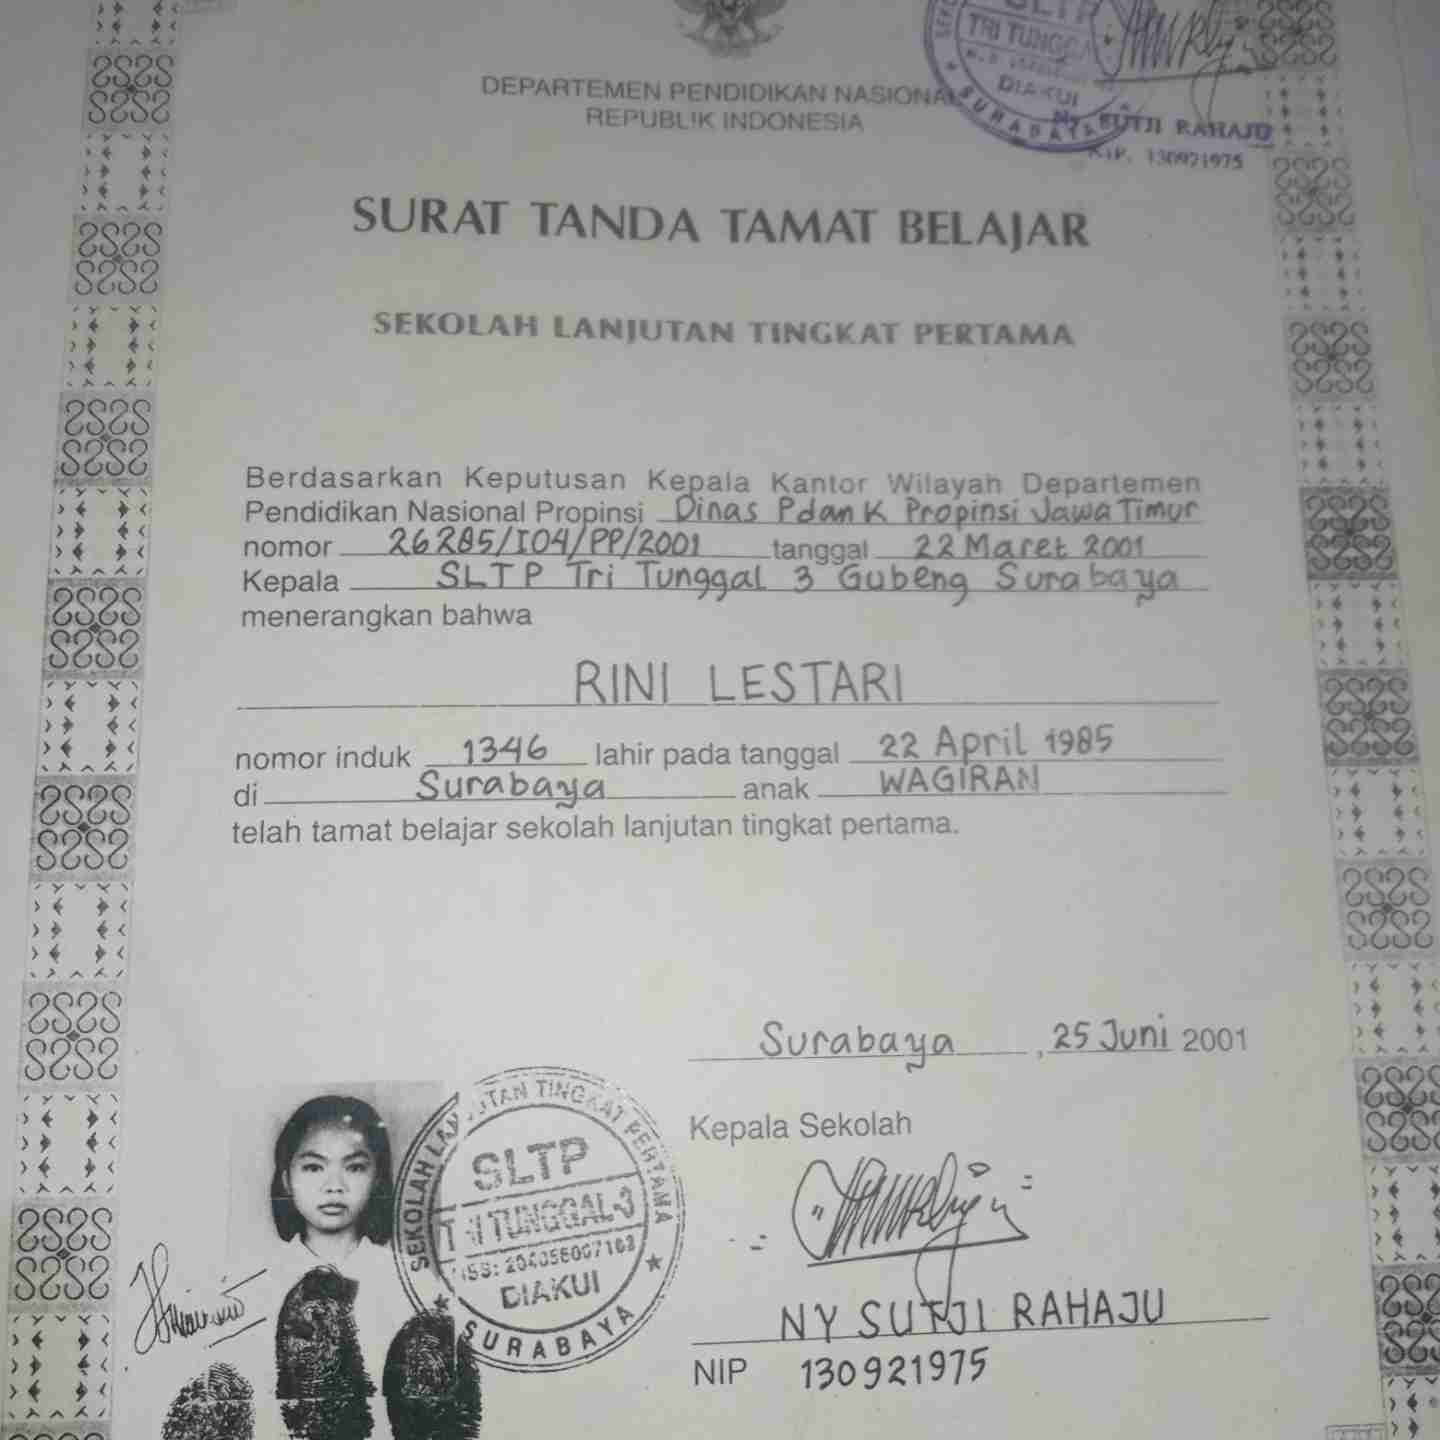 SLTP
TRI TUNGGA
DIAKUI
SURABAYA
DEPARTEMEN PENDIDIKAN NASIONAL
REPUBLIK INDONESIA
NY SUTJI RAHAJU
NIP. 130921975
SURAT TANDA TAMAT BELAJAR
SEKOLAH LANJUTAN TINGKAT PERTAMA
Berdasarkan Keputusan Kepala Kantor Wilayah Departemen
Pendidikan Nasional Propinsi Dinas P dan K Propinsi Jawa Timur
nomor 26285/I04/PP/2001 tanggal 22 Maret 2001
Kepala SLTP Tri Tunggal 3 Gubeng Surabaya
menerangkan bahwa
RINI LESTARI
nomor induk 1346 lahir pada tanggal 22 April 1985
di Surabaya anak WAGIRAN
telah tamat belajar sekolah lanjutan tingkat pertama.
Surabaya, 25 Juni 2001
Kepala Sekolah
SEKOLAH LANJUTAN TINGKAT PERTAMA
SLTP
TRI TUNGGAL-3
DIAKUI
SURABAYA
NY SUTJI RAHAJU
NIP 130921975